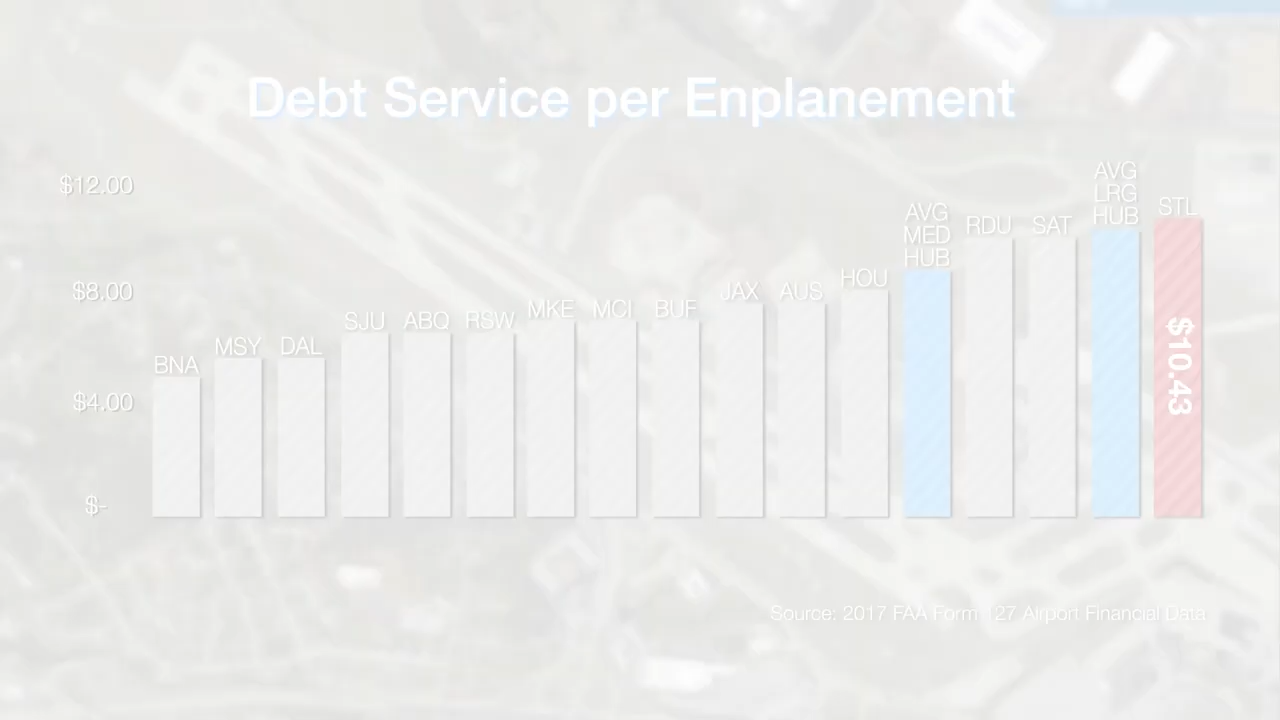 Debt Service per Enplanement
$12.00
$8.00
$4.00
$-
BNA
MSY
DAL
SJU
ABQ
RSW
MKE
MCI
BUF
JAX
AUS
HOU
AVG
MED
HUB
RDU
SAT
AVG
LRG
HUB
STL
$10.43
Source: 2017 FAA Form 127 Airport Financial Data